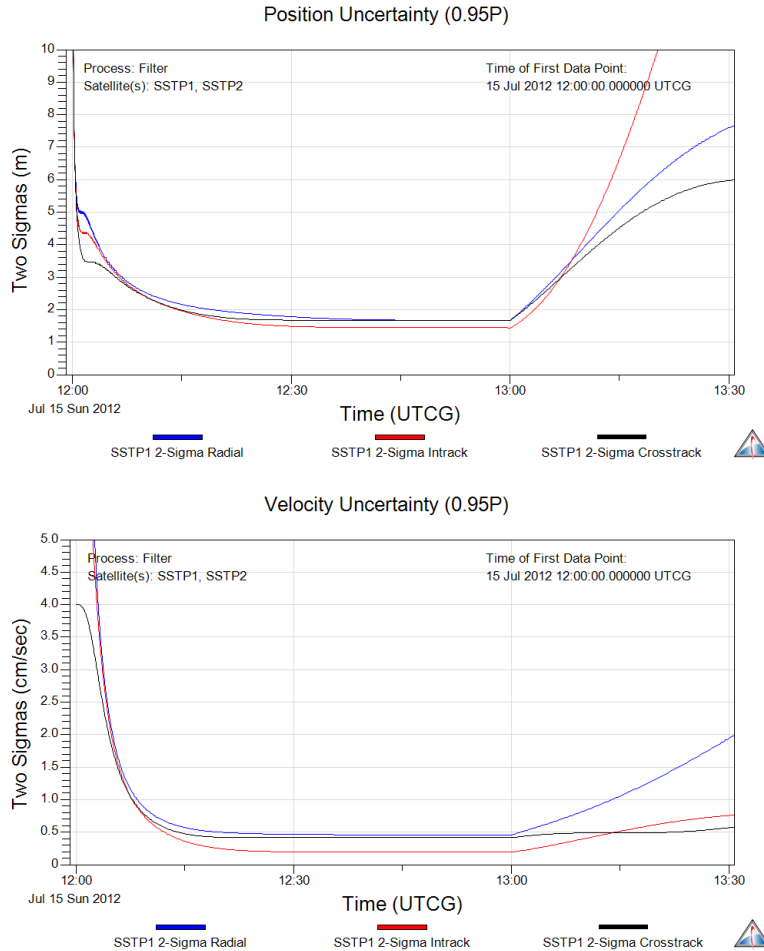 Position Uncertainty (0.95P)
Process: Filter
Satellite(s): SSTP1, SSTP2
Time of First Data Point:
15 Jul 2012 12:00:00.000000 UTCG
Two Sigmas (m)
10
9
8
7
6
5
4
3
2
1
0
12:00 12:30 13:00 13:30
Jul 15 Sun 2012
Time (UTCG)
SSTP1 2-Sigma Radial SSTP1 2-Sigma Intrack SSTP1 2-Sigma Crosstrack
Velocity Uncertainty (0.95P)
Process: Filter
Satellite(s): SSTP1, SSTP2
Time of First Data Point:
15 Jul 2012 12:00:00.000000 UTCG
Two Sigmas (cm/sec)
5.0
4.5
4.0
3.5
3.0
2.5
2.0
1.5
1.0
0.5
0
12:00 12:30 13:00 13:30
Jul 15 Sun 2012
Time (UTCG)
SSTP1 2-Sigma Radial SSTP1 2-Sigma Intrack SSTP1 2-Sigma Crosstrack